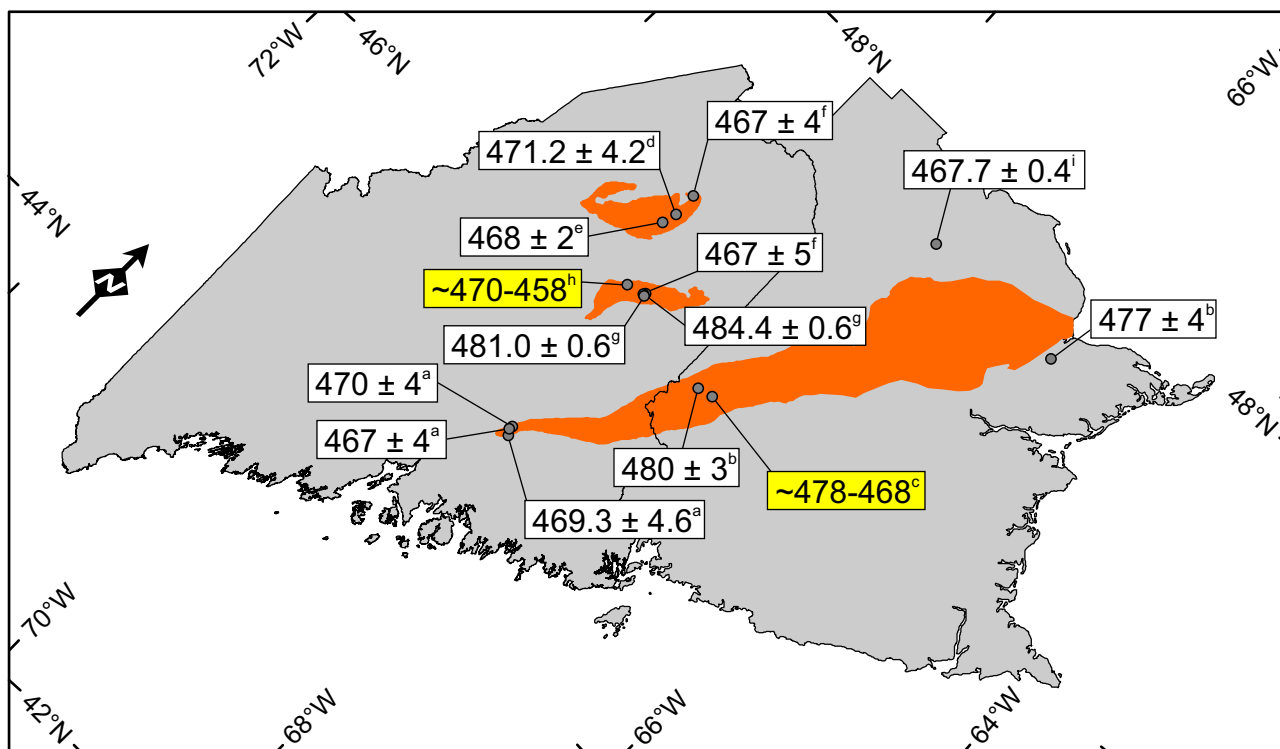 72°W
46°N
48°N
66°W
467 ± 4ᶠ
471.2 ± 4.2ᵈ
467.7 ± 0.4ⁱ
44°N
468 ± 2ᵉ
467 ± 5ᶠ
N
~470-458ʰ
484.4 ± 0.6ᵍ
477 ± 4ᵇ
481.0 ± 0.6ᵍ
470 ± 4ᵃ
48°N
467 ± 4ᵃ
480 ± 3ᵇ
~478-468ᶜ
469.3 ± 4.6ᵃ
70°W
42°N
68°W
66°W
64°W